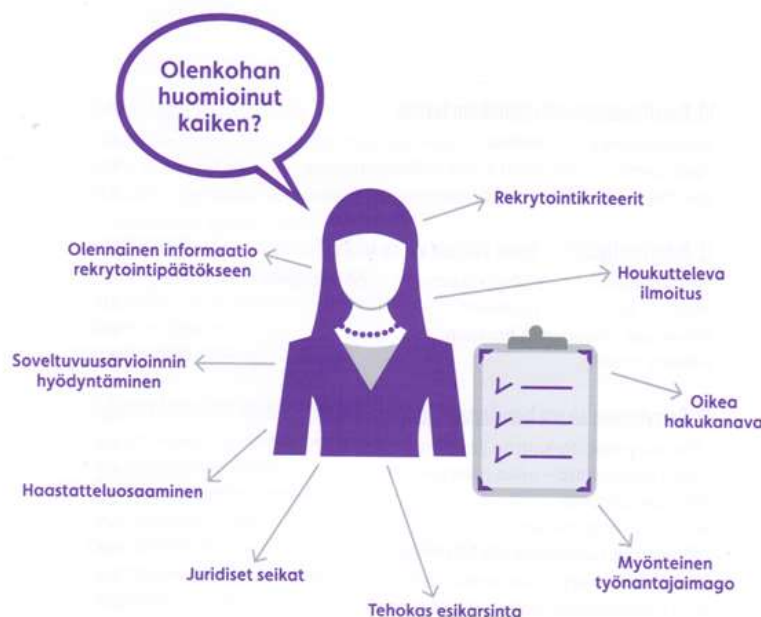 Olenkohan
huomioinut
kaiken?
Rekrytointikriteerit
Olennainen informaatio
rekrytointipäätökseen
Houkutteleva
ilmoitus
Soveltuvuusarvioinnin
hyödyntäminen
Oikea
hakukanava
Haastatteluosaaminen
Juridiset seikat
Myönteinen
työnantajaimago
Tehokas esikarsinta